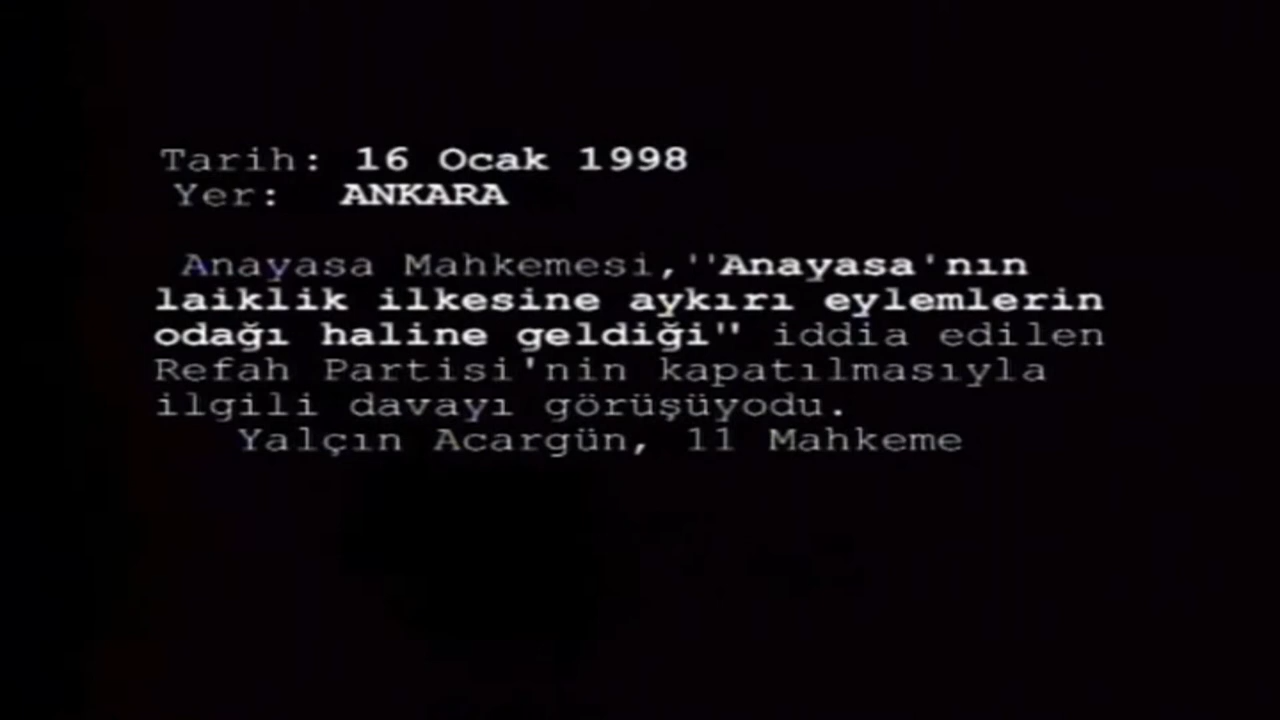 Tarih: 16 Ocak 1998
Yer: ANKARA
Anayasa Mahkemesi,''Anayasa'nın
laiklik ilkesine aykırı eylemlerin
odağı haline geldiği" iddia edilen
Refah Partisi'nin kapatılmasıyla
ilgili davayı görüşüyodu.
Yalçın Acargün, 11 Mahkeme